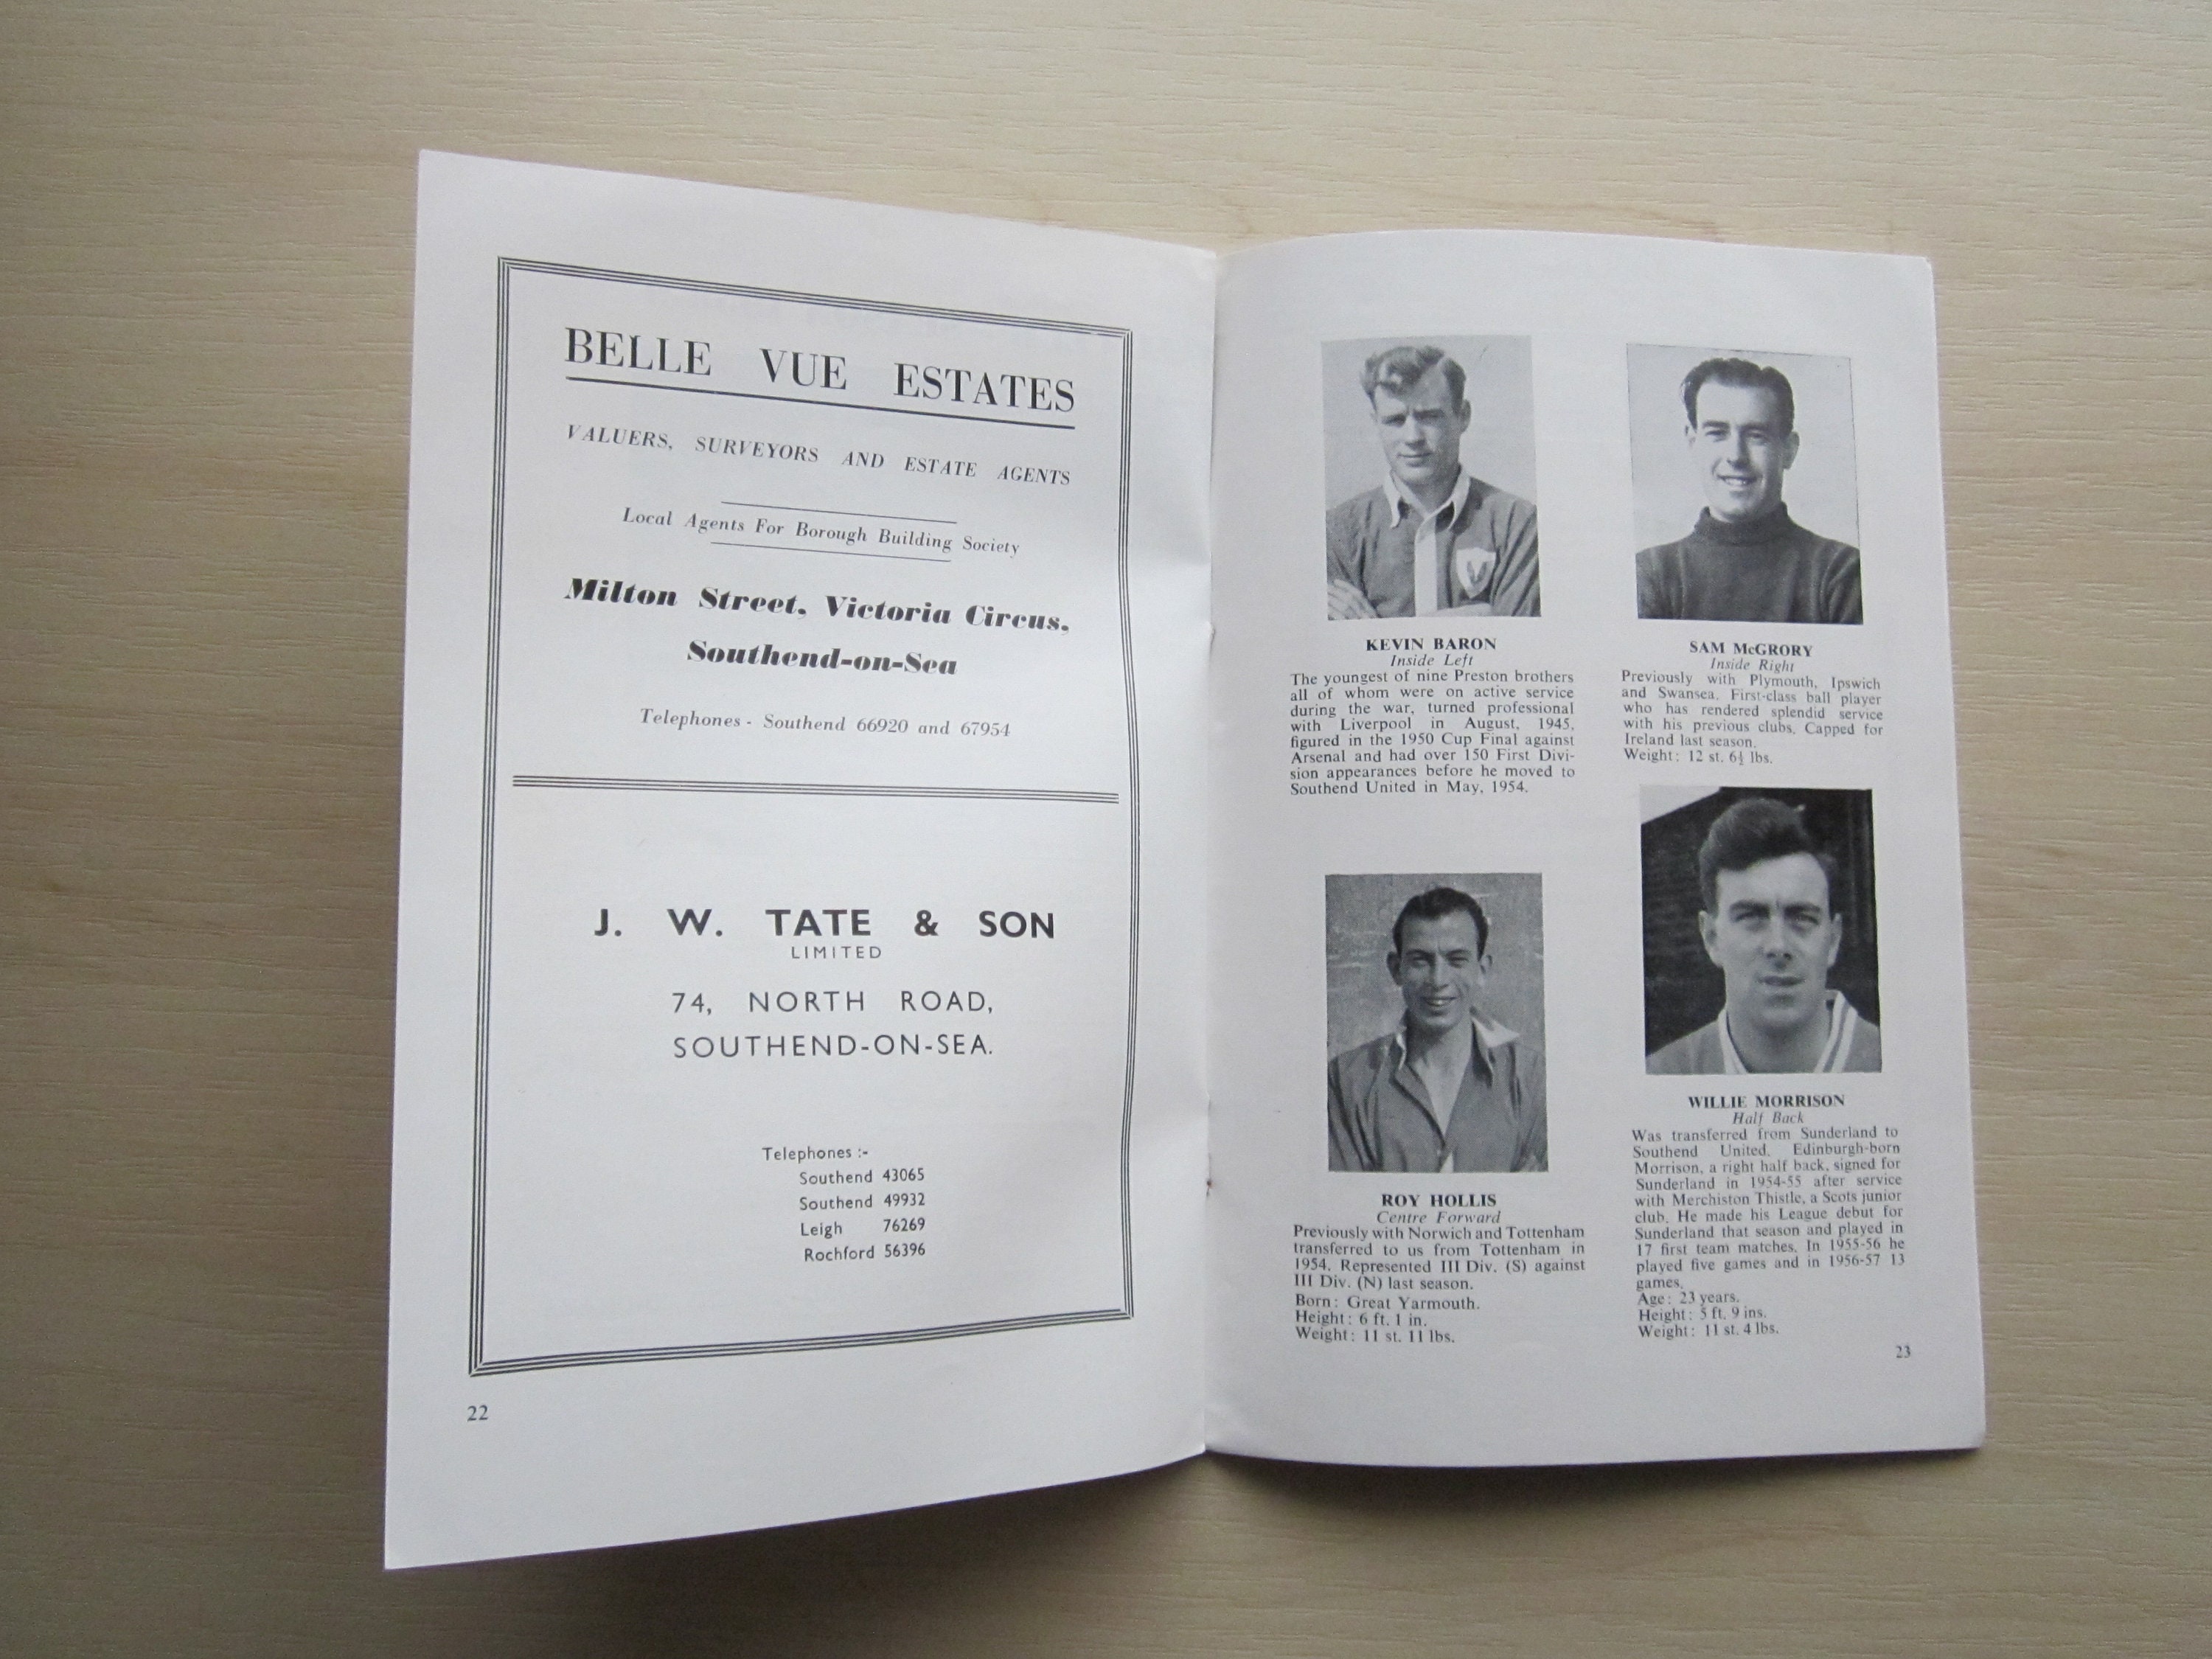 BELLE VUE ESTATES
VALUERS, SURVEYORS AND ESTATE AGENTS
Local Agents For Borough Building Society
Milton Street, Victoria Circus,
Southend-on-Sea
Telephones - Southend 66920 and 67954
J. W. TATE & SON
LIMITED
74, NORTH ROAD,
SOUTHEND-ON-SEA.
Telephones :-
Southend 43065
Southend 49932
Leigh 76269
Rochford 56396
22
KEVIN BARON
Inside Left
The youngest of nine Preston brothers
all of whom were on active service
during the war, turned professional
with Liverpool in August, 1945,
figured in the 1950 Cup Final against
Arsenal and had over 150 First Divi-
sion appearances before he moved to
Southend United in May, 1954.
SAM McGRORY
Inside Right
Previously with Plymouth, Ipswich
and Swansea. First-class ball player
who has rendered splendid service
with his previous clubs. Capped for
Ireland last season.
Weight: 12 st. 6½ lbs.
ROY HOLLIS
Centre Forward
Previously with Norwich and Tottenham
transferred to us from Tottenham in
1954. Represented III Div. (S) against
III Div. (N) last season.
Born: Great Yarmouth.
Height: 6 ft. 1 in.
Weight: 11 st. 11 lbs.
WILLIE MORRISON
Half Back
Was transferred from Sunderland to
Southend United. Edinburgh-born
Morrison, a right half back, signed for
Sunderland in 1954-55 after service
with Merchiston Thistle, a Scots junior
club. He made his League debut for
Sunderland that season and played in
17 first team matches. In 1955-56 he
played five games and in 1956-57 13
games.
Age: 23 years.
Height: 5 ft. 9 ins.
Weight: 11 st. 4 lbs.
23